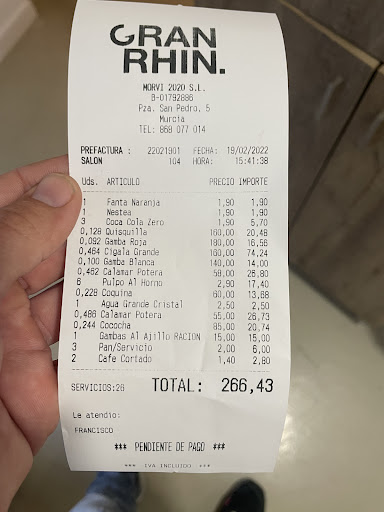 GRAN
RHIN.
MORVI 2020 S.L.
B-01792886
Pza. San Pedro, 5
Murcia
TEL: 868 077 014
PREFACTURA : 22021901 FECHA: 19/02/2022
SALON 104 HORA: 15:41:38
Uds. ARTICULO PRECIO IMPORTE
1 Fanta Naranja 1,90 1,90
1 Nestea 1,90 1,90
3 Coca Cola Zero 1,90 5,70
0,128 Quisquilla 160,00 20,48
0,092 Gamba Roja 180,00 16,56
0,464 Cigala Grande 160,00 74,24
0,100 Gamba Blanca 140,00 14,00
0,462 Calamar Potera 58,00 26,80
6 Pulpo Al Horno 2,90 17,40
0,228 Coquina 60,00 13,68
1 Agua Grande Cristal 2,50 2,50
0,486 Calamar Potera 55,00 26,73
0,244 Cococha 85,00 20,74
1 Gambas Al Ajillo RACION 15,00 15,00
3 Pan/Servicio 2,00 6,00
2 Cafe Cortado 1,40 2,80
SERVICIOS:26 TOTAL: 266,43
Le atendio:
FRANCISCO
*** PENDIENTE DE PAGO ***
*** IVA INCLUIDO ***